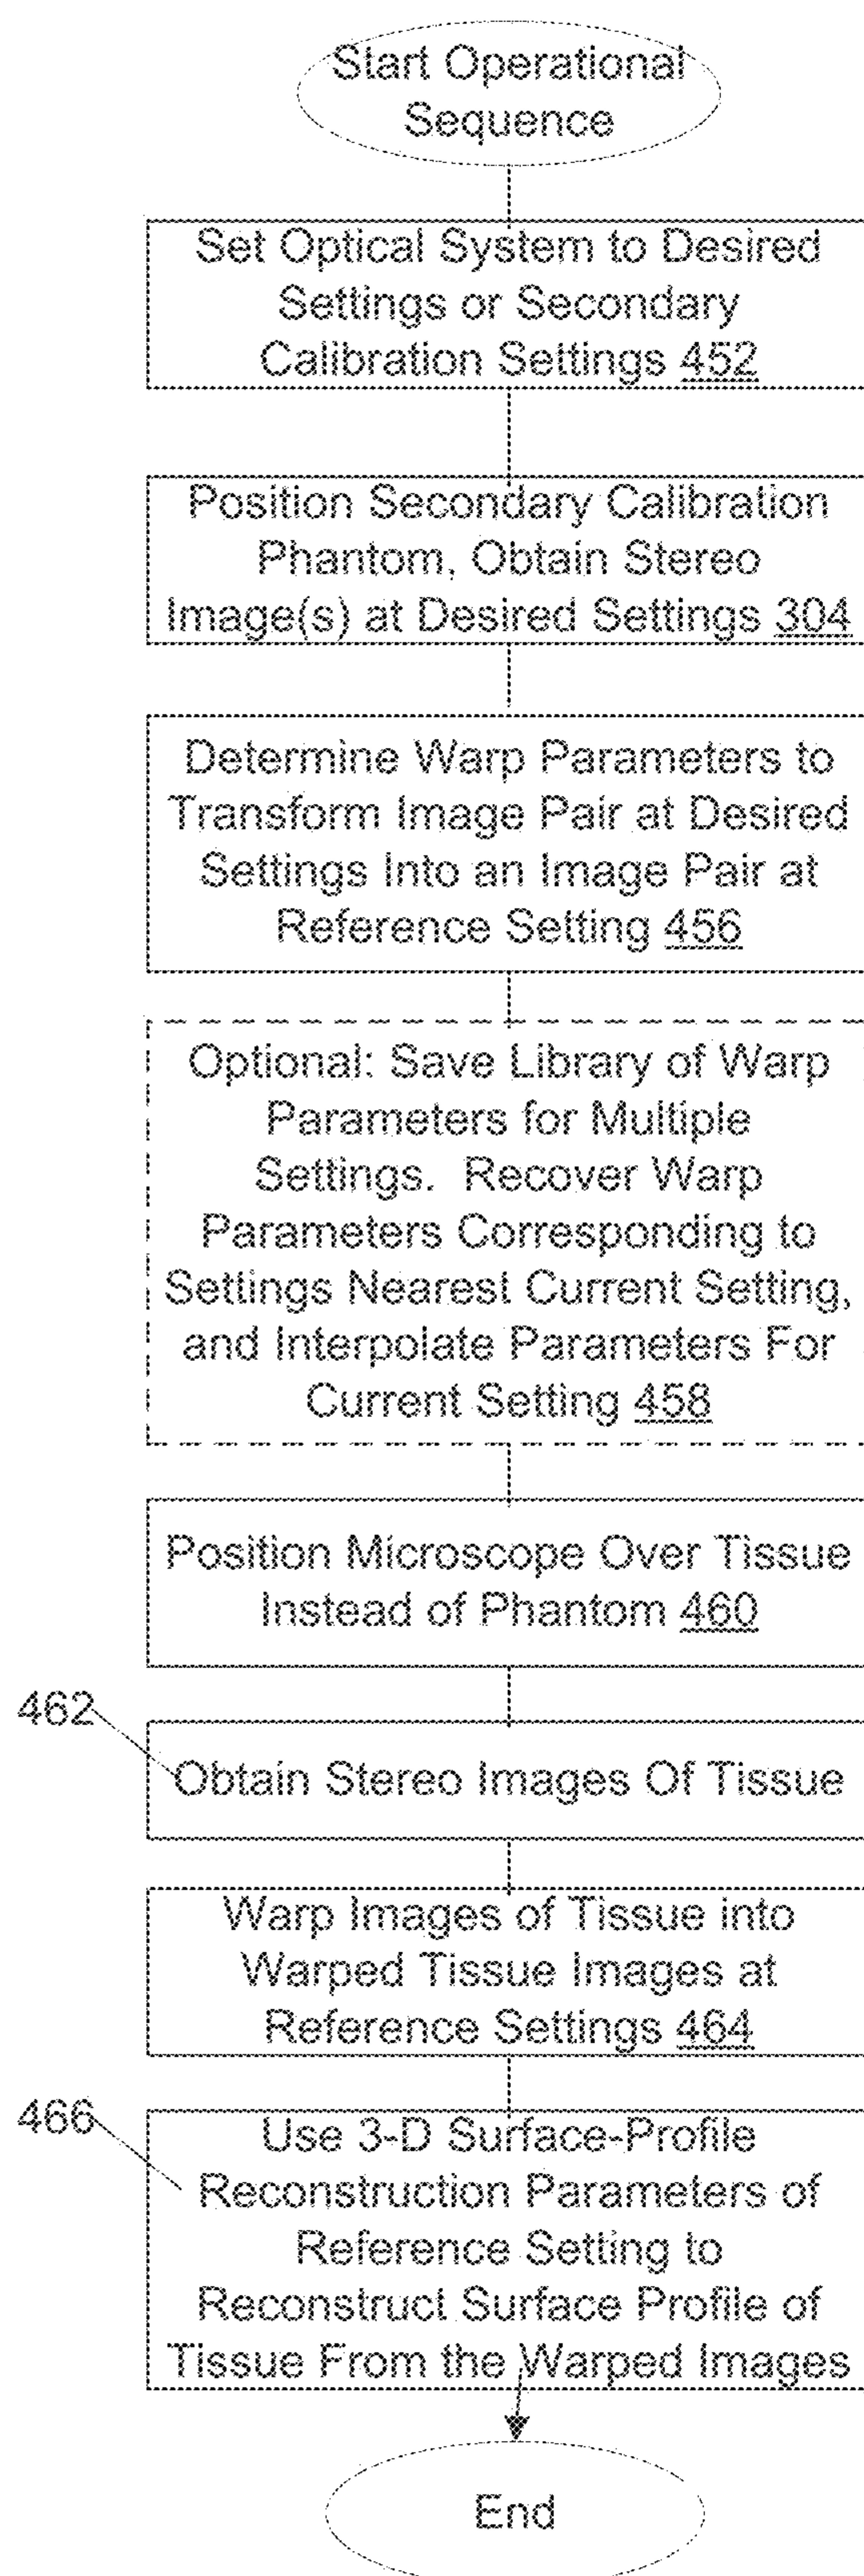 Start Operational
Sequence
Set Optical System to Desired
Settings or Secondary
Calibration Settings 452
Position Secondary Calibration
Phantom, Obtain Stereo
Image(s) at Desired Settings 304
Determine Warp Parameters to
Transform Image Pair at Desired
Settings Into an Image Pair at
Reference Setting 456
Optional: Save Library of Warp
Parameters for Multiple
Settings. Recover Warp
Parameters Corresponding to
Settings Nearest Current Setting,
and Interpolate Parameters For
Current Setting 458
Position Microscope Over Tissue
Instead of Phantom 460
462
Obtain Stereo Images Of Tissue
Warp Images of Tissue into
Warped Tissue Images at
Reference Settings 464
466
Use 3-D Surface-Profile
Reconstruction Parameters of
Reference Setting to
Reconstruct Surface Profile of
Tissue From the Warped Images
End